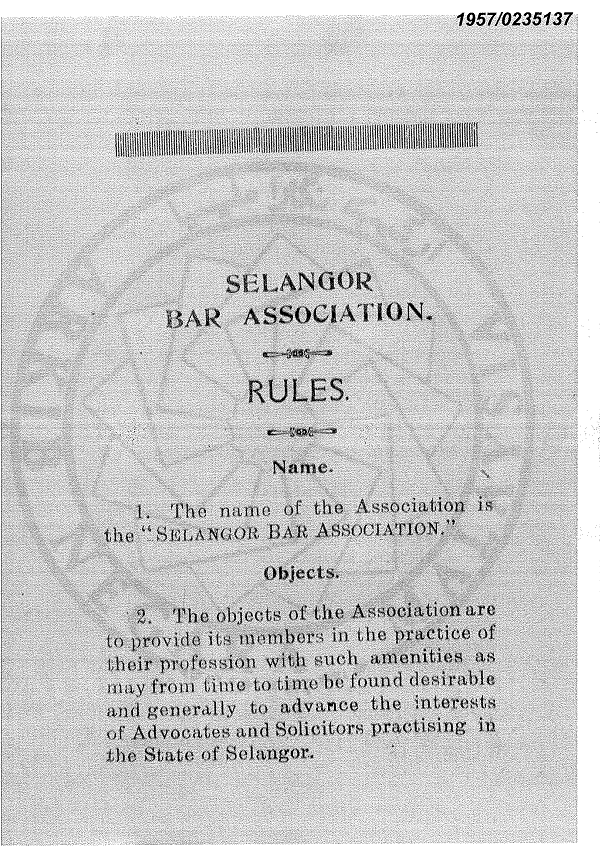 1957/0235137
SELANGOR
BAR ASSOCIATION.
RULES.
Name.
1. The name of the Association is
the "SELANGOR BAR ASSOCIATION."
Objects.
2. The objects of the Association are
to provide its members in the practice of
their profession with such amenities as
may from time to time be found desirable
and generally to advance the interests
of Advocates and Solicitors practising in
the State of Selangor.